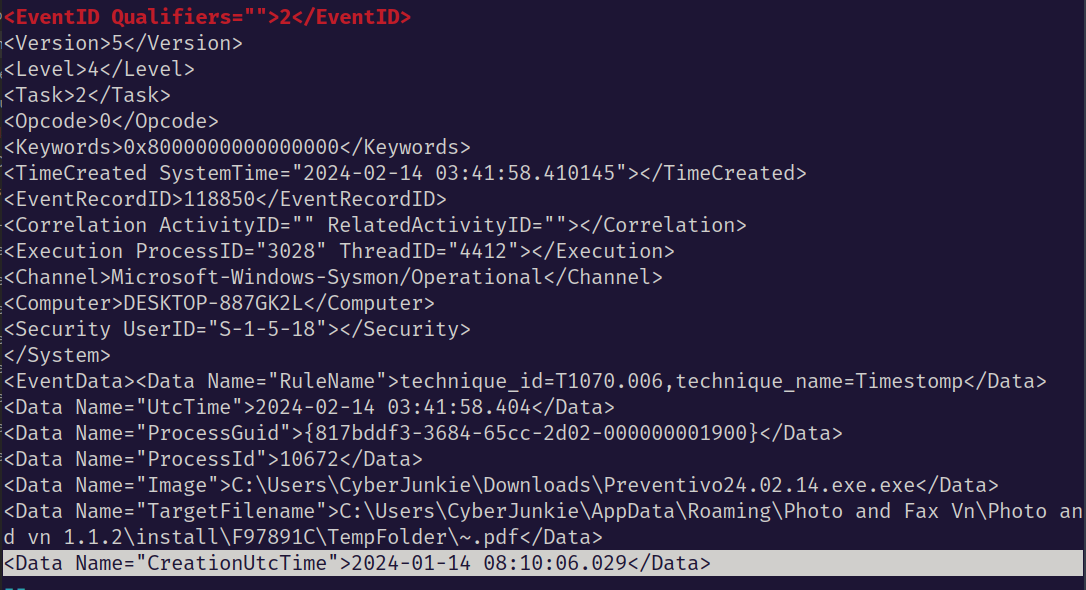 <EventID Qualifiers="">2</EventID>
<Version>5</Version>
<Level>4</Level>
<Task>2</Task>
<Opcode>0</Opcode>
<Keywords>0x8000000000000000</Keywords>
<TimeCreated SystemTime="2024-02-14 03:41:58.410145"></TimeCreated>
<EventRecordID>118850</EventRecordID>
<Correlation ActivityID="" RelatedActivityID=""></Correlation>
<Execution ProcessID="3028" ThreadID="4412"></Execution>
<Channel>Microsoft-Windows-Sysmon/Operational</Channel>
<Computer>DESKTOP-887GK2L</Computer>
<Security UserID="S-1-5-18"></Security>
</System>
<EventData><Data Name="RuleName">technique_id=T1070.006,technique_name=Timestomp</Data>
<Data Name="UtcTime">2024-02-14 03:41:58.404</Data>
<Data Name="ProcessGuid">{817bddf3-3684-65cc-2d02-000000001900}</Data>
<Data Name="ProcessId">10672</Data>
<Data Name="Image">C:\Users\CyberJunkie\Downloads\Preventivo24.02.14.exe.exe</Data>
<Data Name="TargetFilename">C:\Users\CyberJunkie\AppData\Roaming\Photo and Fax Vn\Photo an
d vn 1.1.2\install\F97891C\TempFolder\~.pdf</Data>
<Data Name="CreationUtcTime">2024-01-14 08:10:06.029</Data>